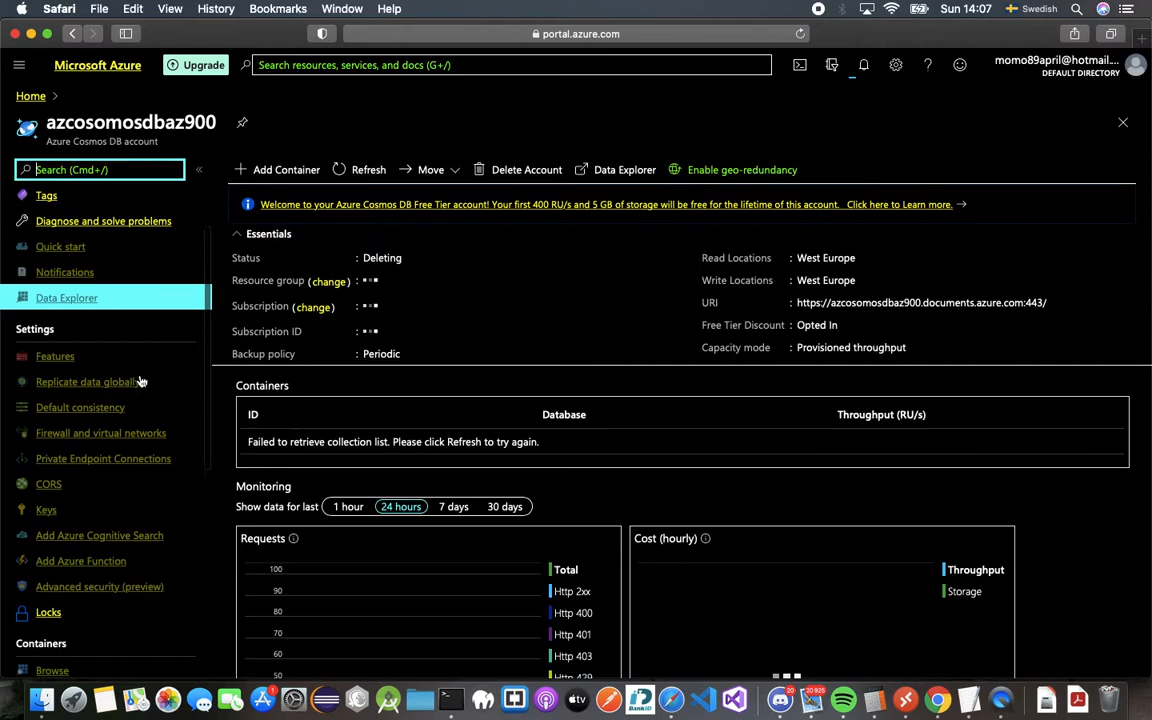 Safari File Edit View History Bookmarks Window Help Sun 14:07 Swedish
portal.azure.com
Microsoft Azure Upgrade Search resources, services, and docs (G+/) momo89april@hotmail.... DEFAULT DIRECTORY
Home >
azcosomosdbaz900
Azure Cosmos DB account
Search (Cmd+/) «
+ Add Container Refresh Move Delete Account Data Explorer Enable geo-redundancy
Tags
Diagnose and solve problems
Quick start
Notifications
Data Explorer
Settings
Features
Replicate data globally
Default consistency
Firewall and virtual networks
Private Endpoint Connections
CORS
Keys
Add Azure Cognitive Search
Add Azure Function
Advanced security (preview)
Locks
Containers
Browse
Welcome to your Azure Cosmos DB Free Tier account! Your first 400 RU/s and 5 GB of storage will be free for the lifetime of this account. Click here to Learn more. →
Essentials
Status : Deleting
Resource group (change) :
Subscription (change) :
Subscription ID :
Backup policy : Periodic
Read Locations : West Europe
Write Locations : West Europe
URI : https://azcosomosdbaz900.documents.azure.com:443/
Free Tier Discount : Opted In
Capacity mode : Provisioned throughput
Containers
ID Database Throughput (RU/s)
Failed to retrieve collection list. Please click Refresh to try again.
Monitoring
Show data for last 1 hour 24 hours 7 days 30 days
Requests
100
90
80
70
60
50
Total
Http 2xx
Http 400
Http 401
Http 403
Http 429
Cost (hourly)
Throughput
Storage